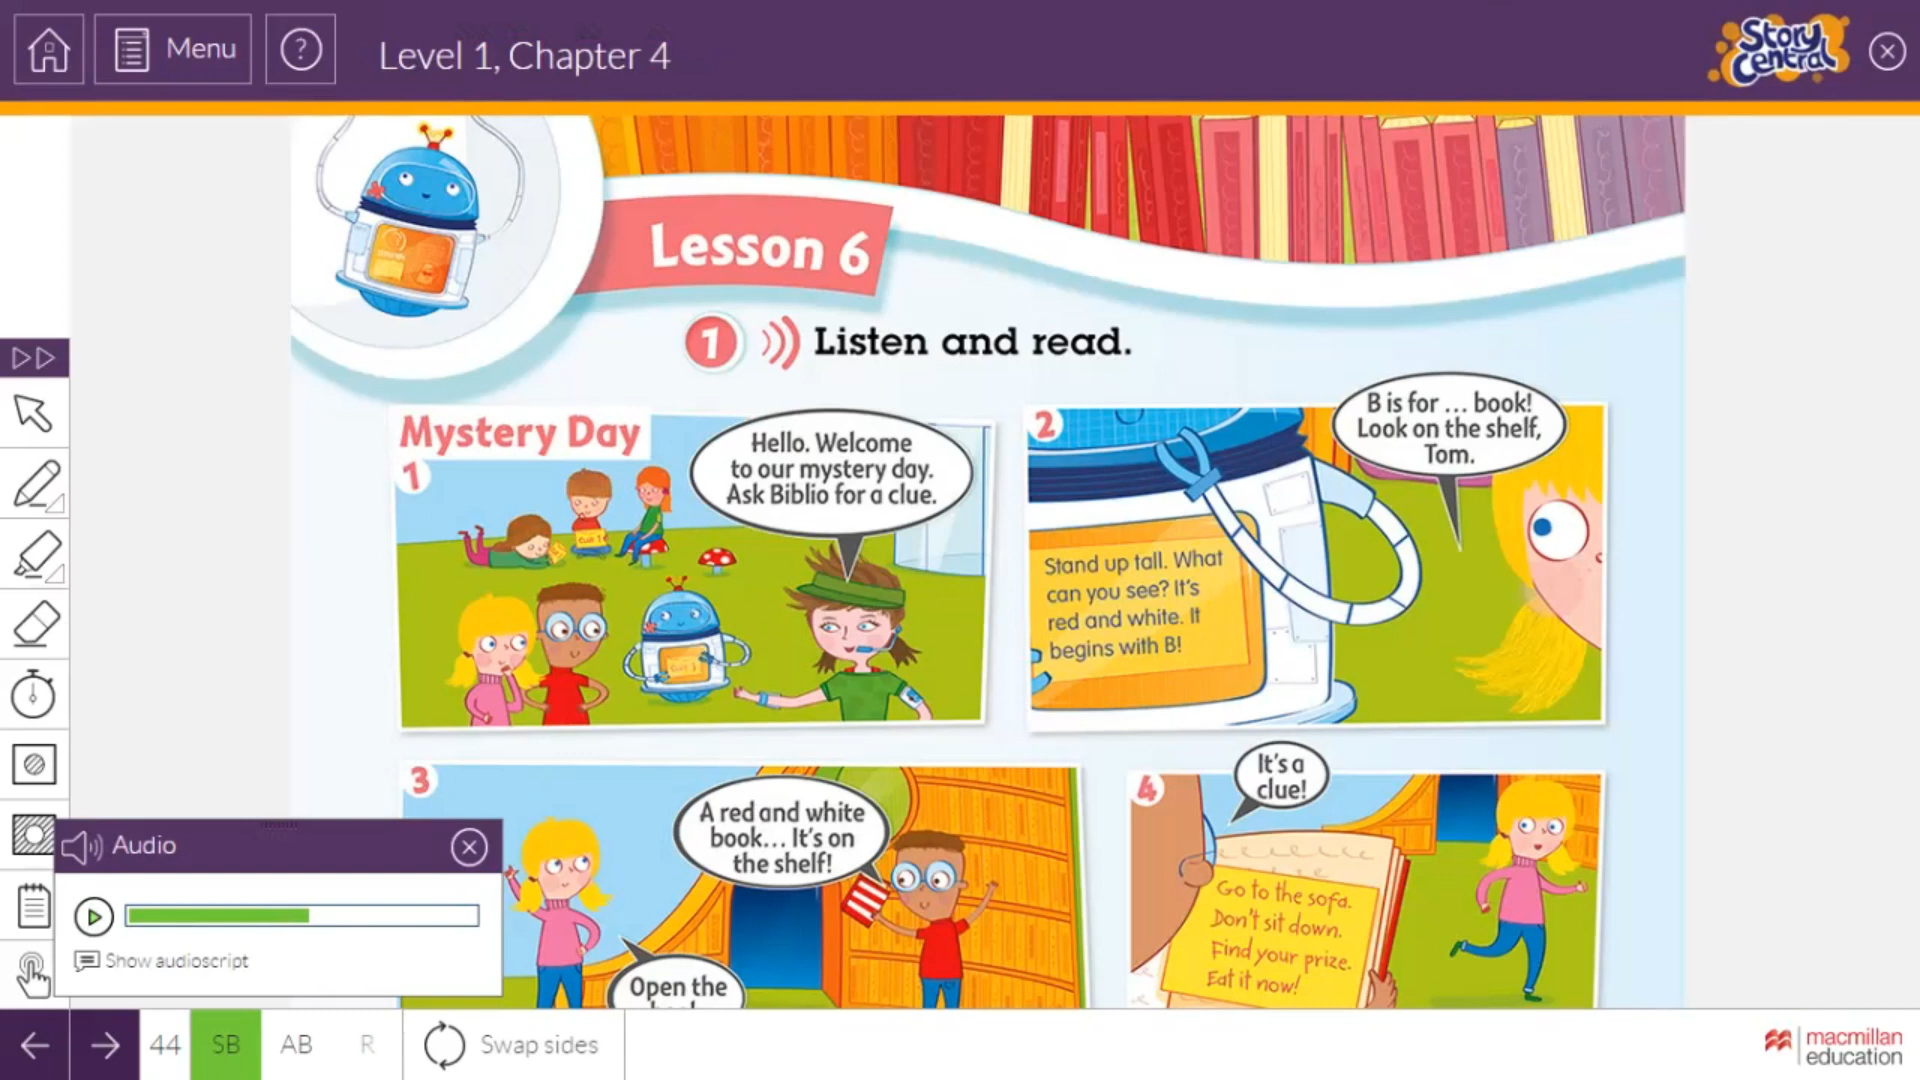 Menu
?
Level 1, Chapter 4
Story
Central
Lesson 6
1 Listen and read.
Mystery Day
1
Hello. Welcome
to our mystery day.
Ask Biblio for a clue.
2
B is for ... book!
Look on the shelf,
Tom.
Stand up tall. What
can you see? It's
red and white. It
begins with B!
3
A red and white
book... It's on
the shelf!
Open the
4
It's a
clue!
Go to the sofa.
Don't sit down.
Find your prize.
Eat it now!
Audio
Show audioscript
44
SB
AB
R
Swap sides
macmillan
education